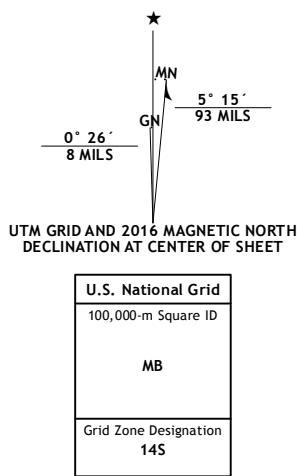 ★
MN
5° 15´
93 MILS
GN
0° 26´
8 MILS
UTM GRID AND 2016 MAGNETIC NORTH
DECLINATION AT CENTER OF SHEET
U.S. National Grid
100,000-m Square ID
MB
Grid Zone Designation
14S